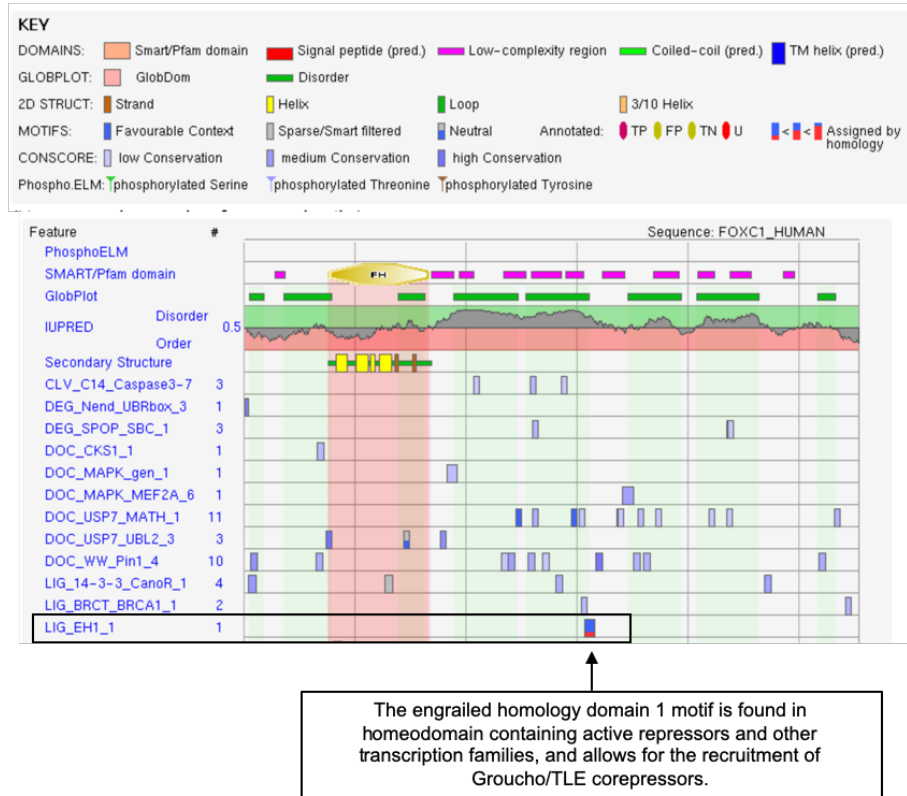 KEY
DOMAINS: Smart/Pfam domain Signal peptide (pred.) Low-complexity region Coiled-coil (pred.) TM helix (pred.)
GLOBPLOT: GlobDom Disorder
2D STRUCT: Strand Helix Loop 3/10 Helix
MOTIFS: Favourable Context Sparse/Smart filtered Neutral Annotated: TP FP TN U < < Assigned by homology
CONSCORE: low Conservation medium Conservation high Conservation
Phospho.ELM: phosphorylated Serine phosphorylated Threonine phosphorylated Tyrosine
Feature # Sequence: FOXC1_HUMAN
PhosphoELM
SMART/Pfam domain FH
GlobPlot
Disorder
IUPRED 0.5
Order
Secondary Structure
CLV_C14_Caspase3-7 3
DEG_Nend_UBRbox_3 1
DEG_SPOP_SBC_1 3
DOC_CKS1_1 1
DOC_MAPK_gen_1 1
DOC_MAPK_MEF2A_6 1
DOC_USP7_MATH_1 11
DOC_USP7_UBL2_3 3
DOC_WW_Pin1_4 10
LIG_14-3-3_CanoR_1 4
LIG_BRCT_BRCA1_1 2
LIG_EH1_1 1
The engrailed homology domain 1 motif is found in
homeodomain containing active repressors and other
transcription families, and allows for the recruitment of
Groucho/TLE corepressors.